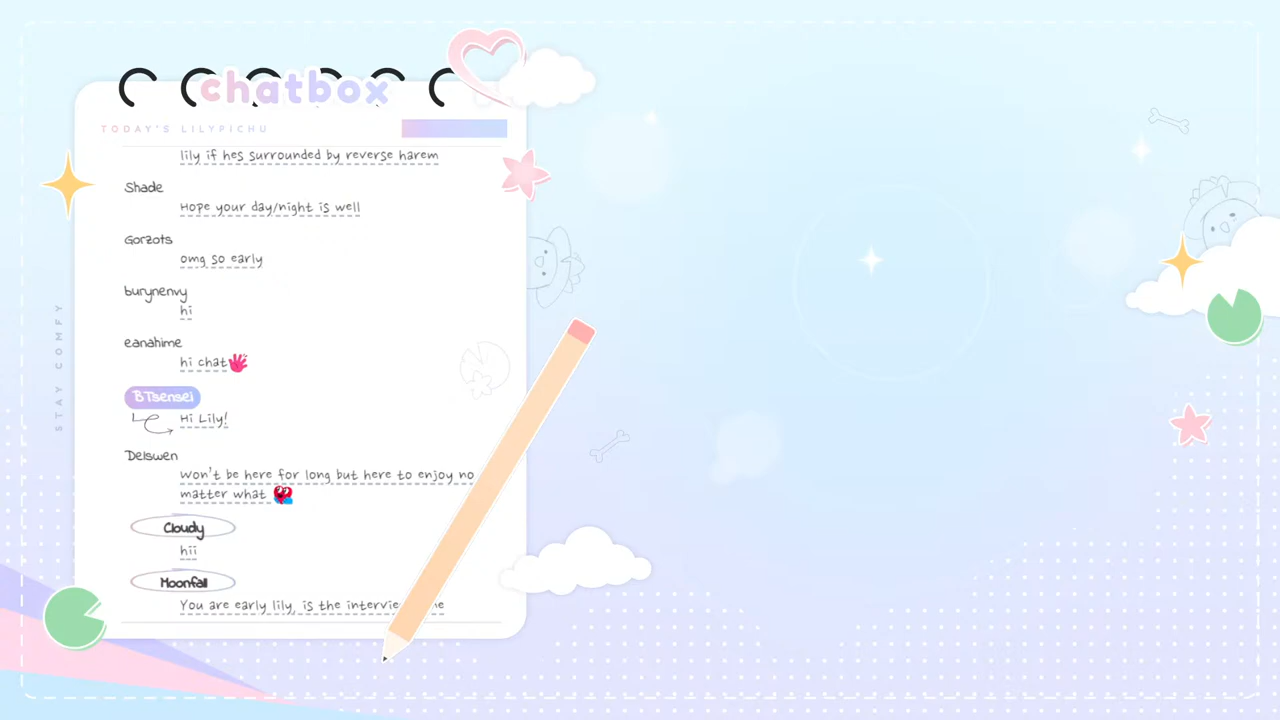 chatbox
TODAY'S LILYPICHU
lily if hes surrounded by reverse harem
Shade
Hope your day/night is well
Gorzots
omg so early
burynenvy
hi
eanahime
hi chat
BTsensei
Hi Lily!
Delswen
Won't be here for long but here to enjoy no
matter what
Cloudy
hii
Moonfall
You are early lily, is the
STAY COMFY